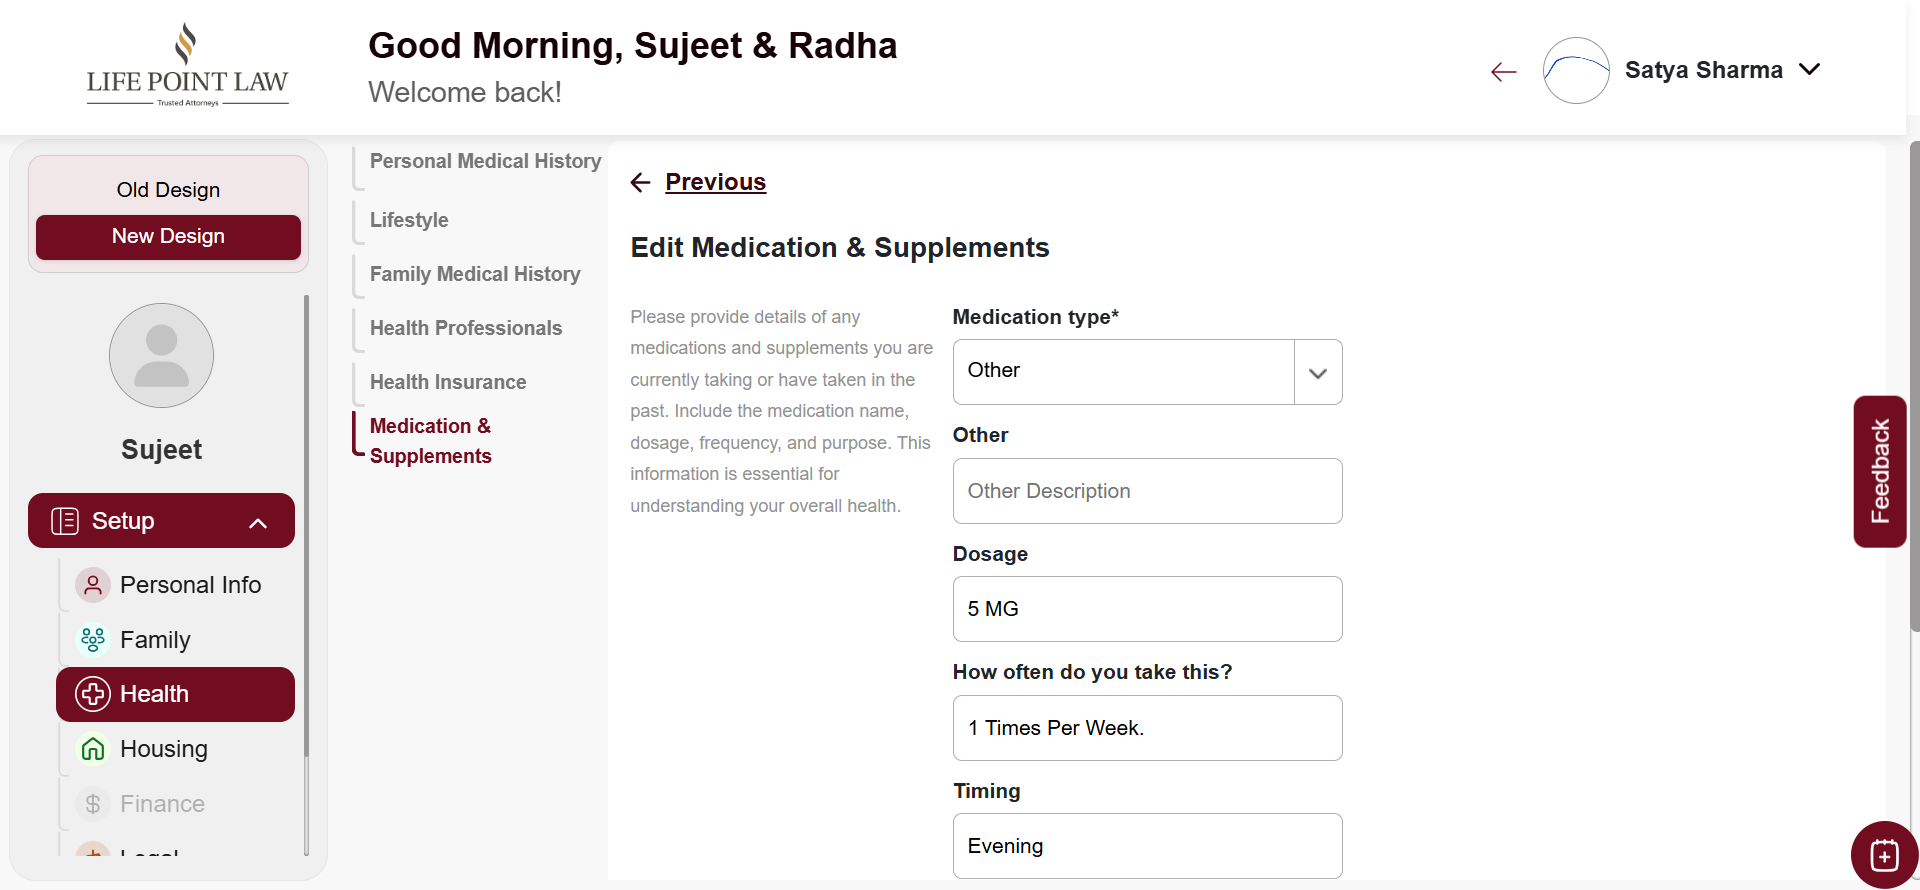 LIFE POINT LAW
Trusted Attorneys
Good Morning, Sujeet & Radha
Welcome back!
Satya Sharma
Old Design
New Design
Sujeet
Setup
Personal Info
Family
Health
Housing
Finance
Personal Medical History
Lifestyle
Family Medical History
Health Professionals
Health Insurance
Medication &
Supplements
Previous
Edit Medication & Supplements
Please provide details of any
medications and supplements you are
currently taking or have taken in the
past. Include the medication name,
dosage, frequency, and purpose. This
information is essential for
understanding your overall health.
Medication type*
Other
Other
Other Description
Dosage
5 MG
How often do you take this?
1 Times Per Week.
Timing
Evening
Feedback